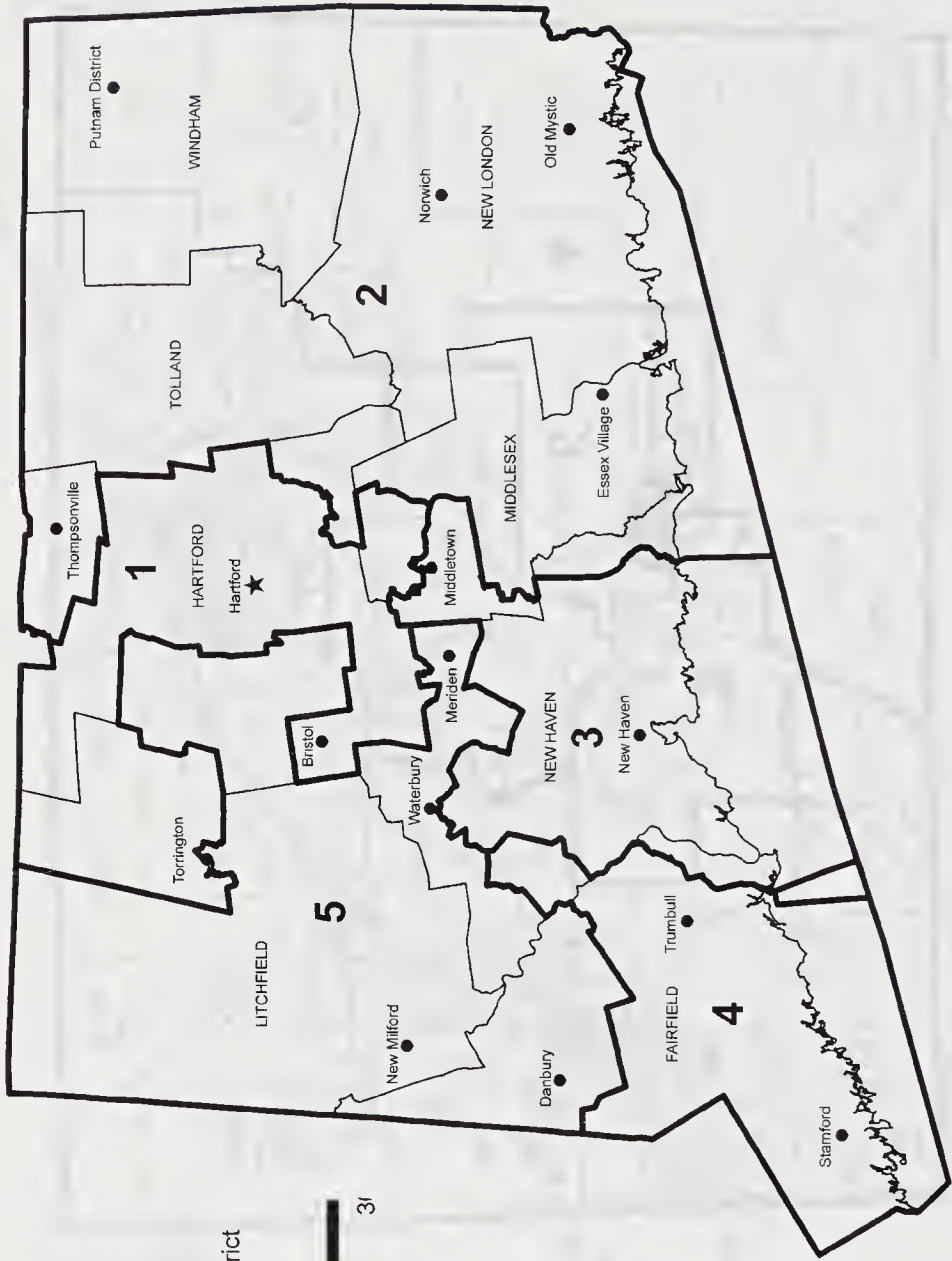 Putnam District
WINDHAM
TOLLAND
Thompsonville
1
HARTFORD
Hartford
Norwich
NEW LONDON
Old Mystic
2
MIDDLESEX
Essex Village
Middletown
Meriden
Bristol
Waterbury
Torrington
LITCHFIELD
5
New Milford
NEW HAVEN
3
New Haven
Danbury
Trumbull
FAIRFIELD
4
Stamford
rict